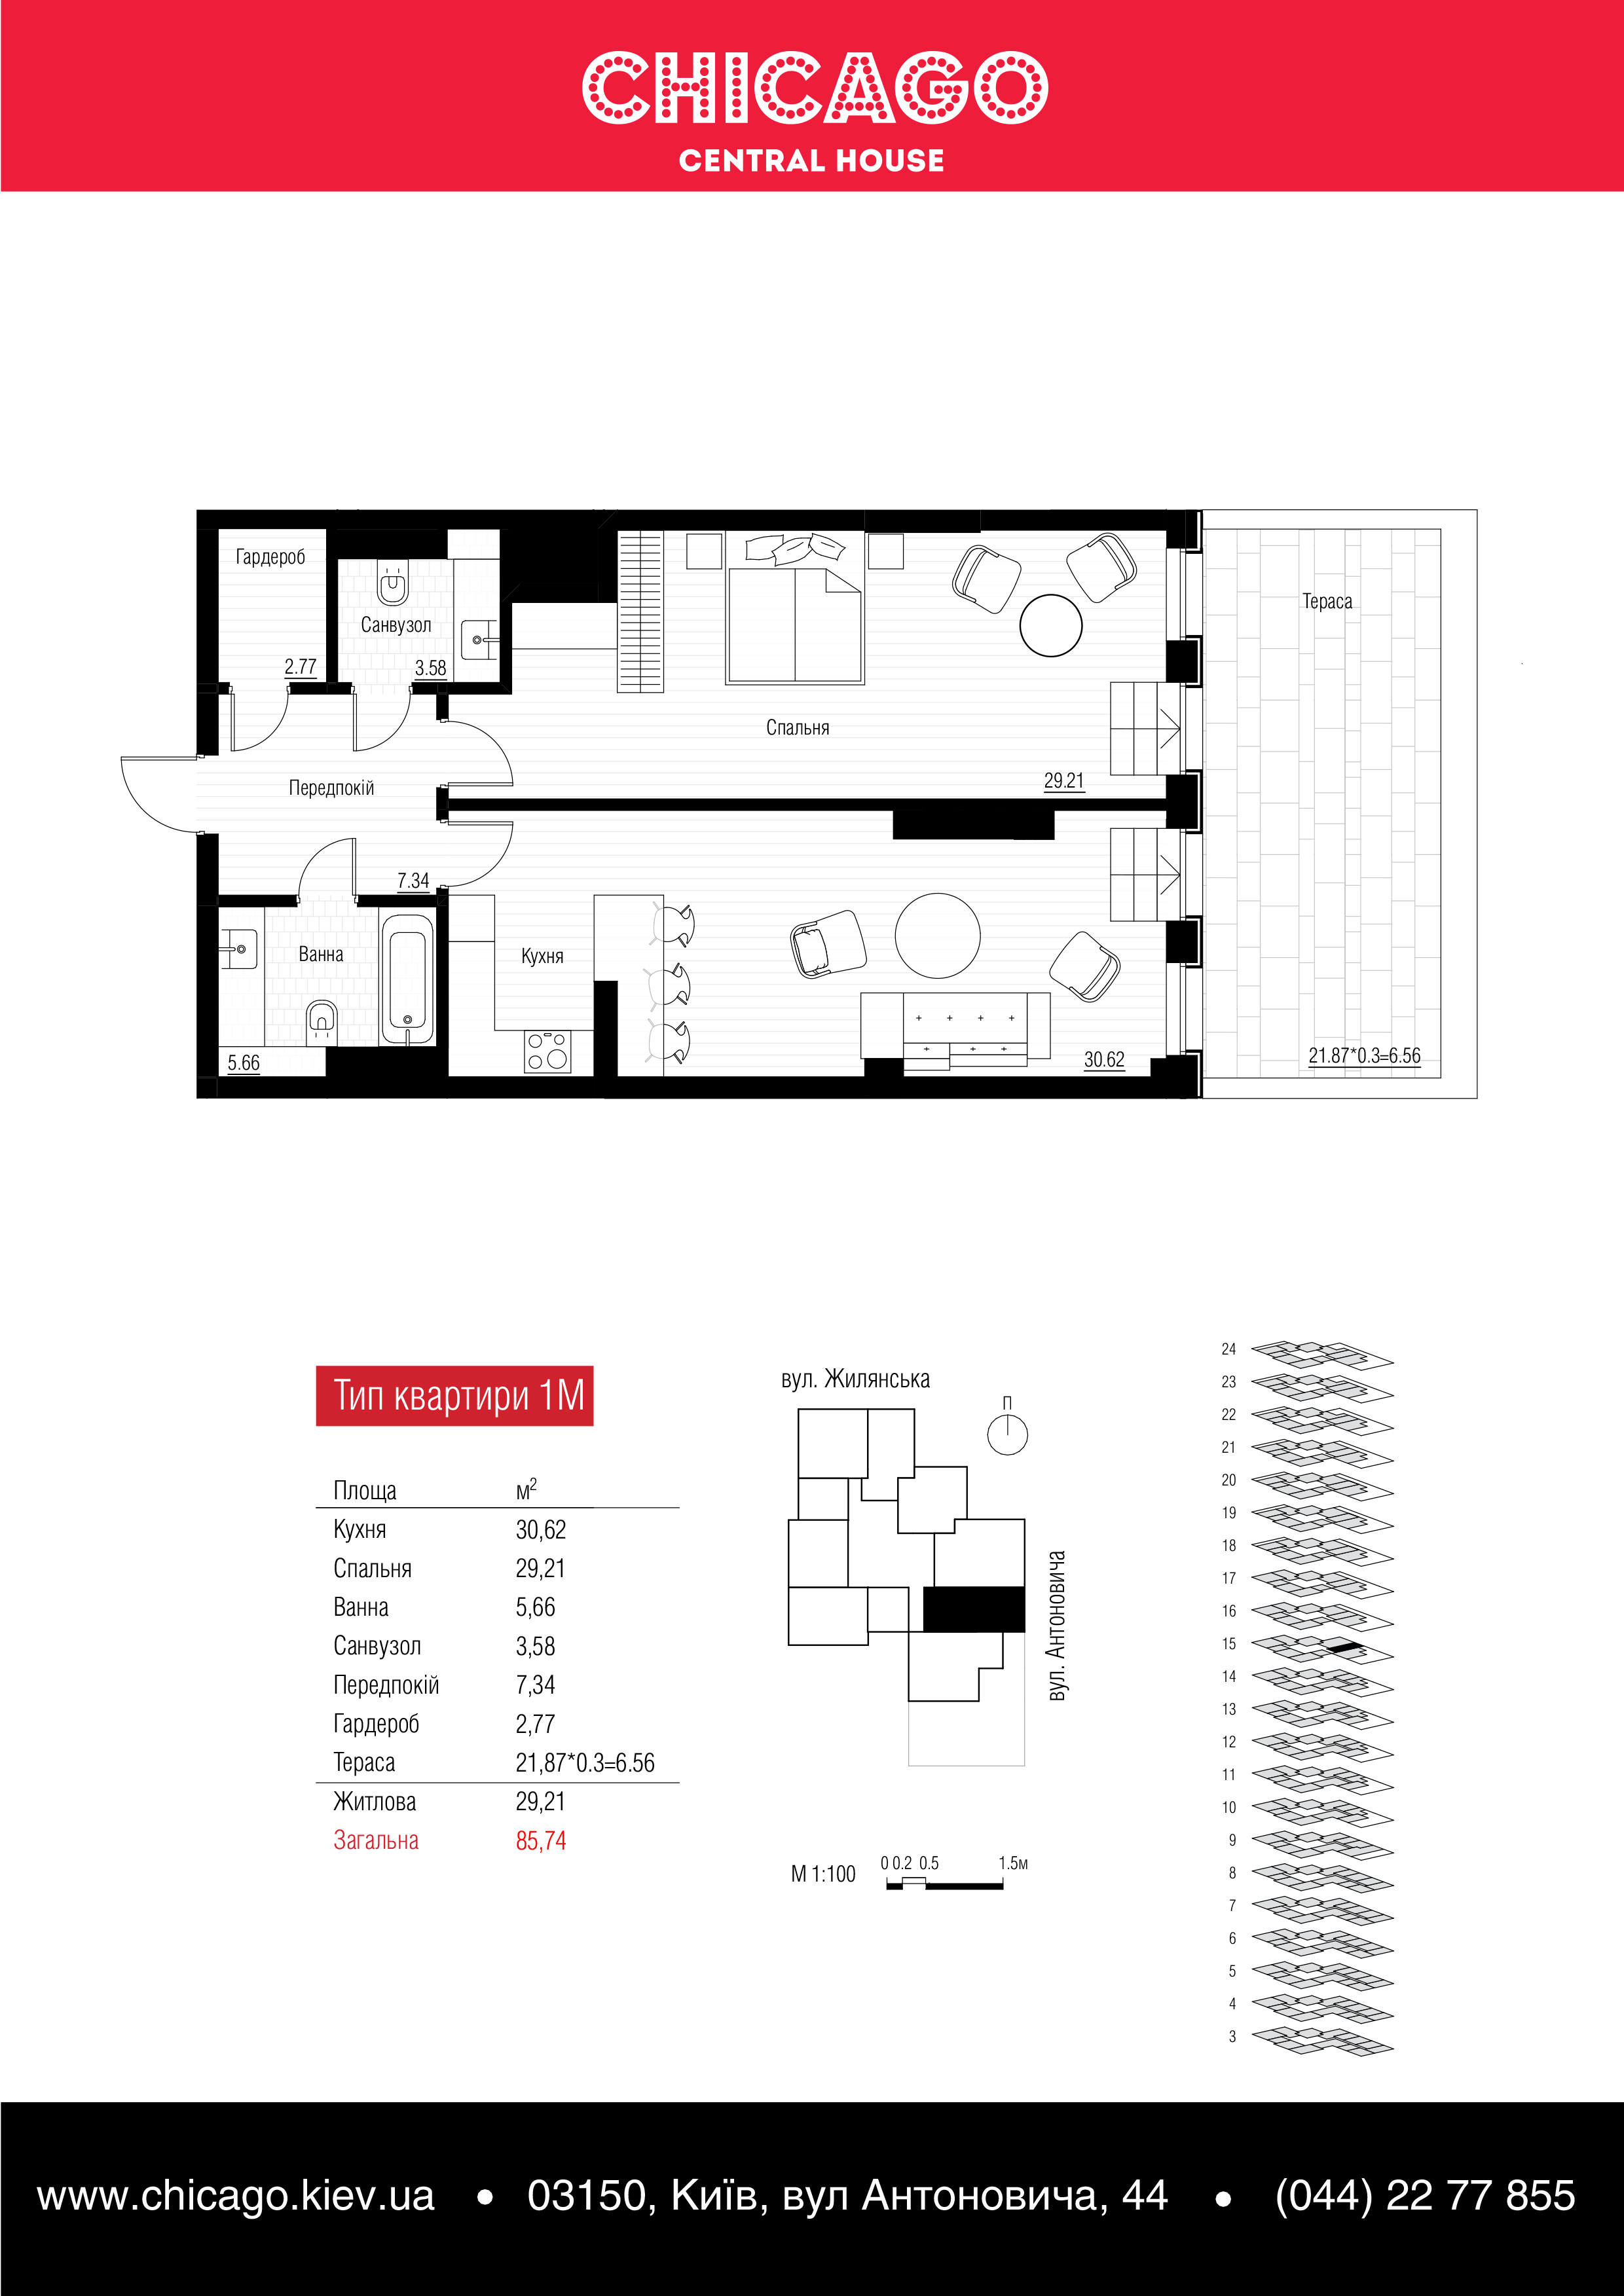 CHICAGO
CENTRAL HOUSE
Гардероб
2.77
Санвузол
3.58
Тераса
Спальня
29.21
Передпокій
7.34
Ванна
5.66
Кухня
30.62
21.87*0.3=6.56
Тип квартири 1М
Площа м²
Кухня 30,62
Спальня 29,21
Ванна 5,66
Санвузол 3,58
Передпокій 7,34
Гардероб 2,77
Тераса 21,87*0.3=6.56
Житлова 29,21
Загальна 85,74
вул. Жилянська
П
вул. Антоновича
М 1:100
0 0.2 0.5 1.5м
24
23
22
21
20
19
18
17
16
15
14
13
12
11
10
9
8
7
6
5
4
3
www.chicago.kiev.ua • 03150, Київ, вул Антоновича, 44 • (044) 22 77 855